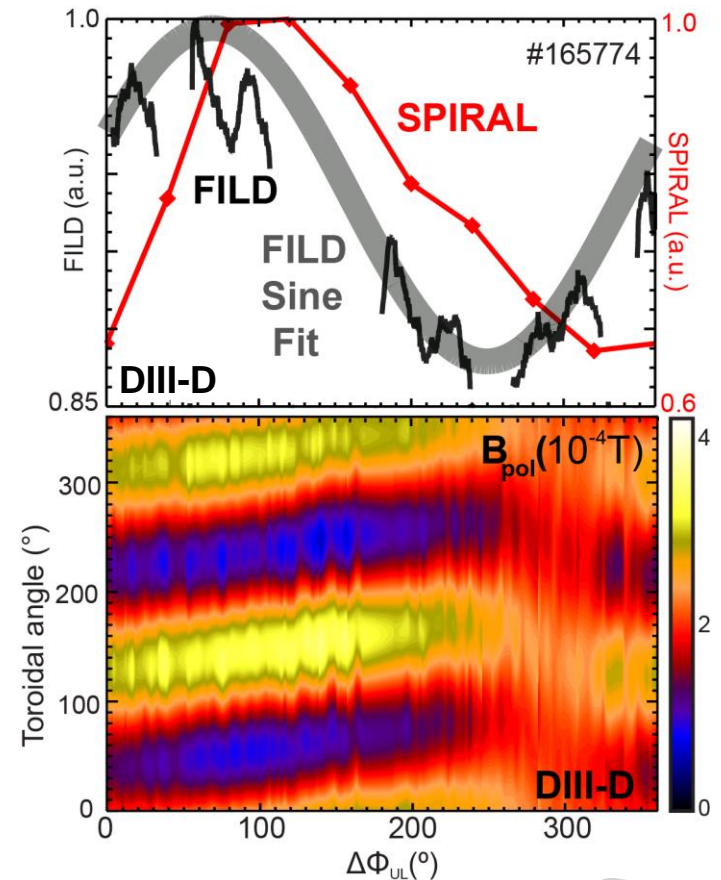 1.0
1.0
#165774
SPIRAL
FILD
FILD
Sine
Fit
DIII-D
FILD (a.u.)
SPIRAL (a.u.)
0.85
0.6
B_pol(10⁻⁴T)
4
300
200
2
100
DIII-D
0
0
Toroidal angle (°)
0 100 200 300
ΔΦ_UL(º)